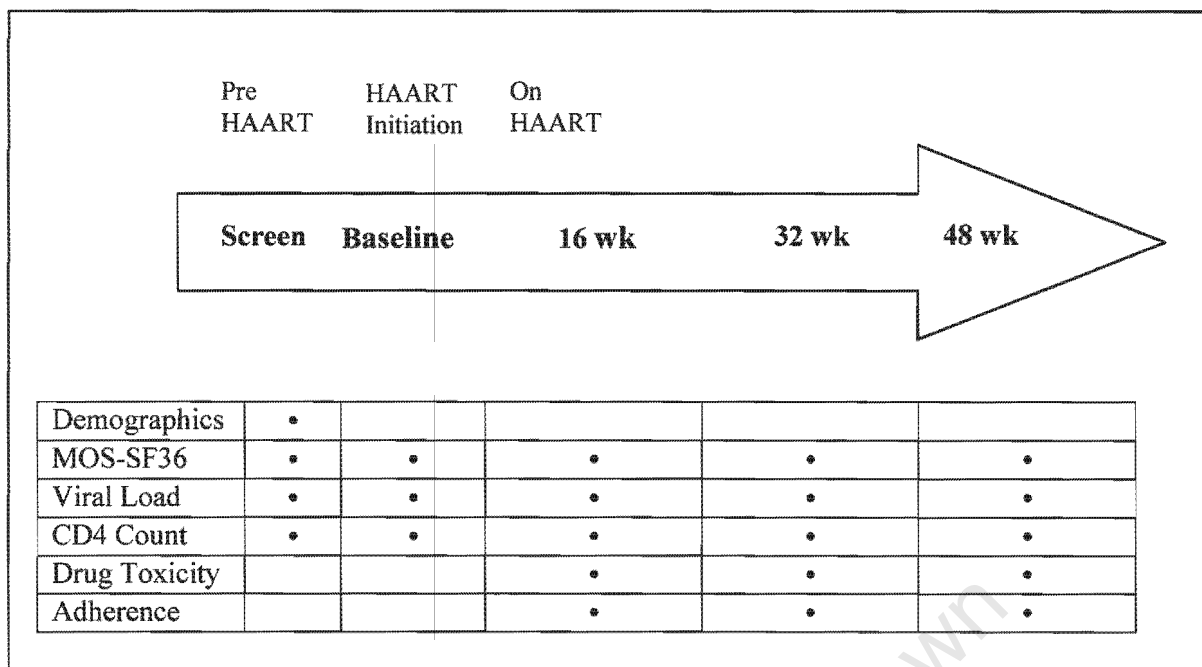 Pre HAART On
HAART Initiation HAART
Screen Baseline 16 wk 32 wk 48 wk
Demographics •
MOS-SF36 • • • • •
Viral Load • • • • •
CD4 Count • • • • •
Drug Toxicity • • •
Adherence • • •